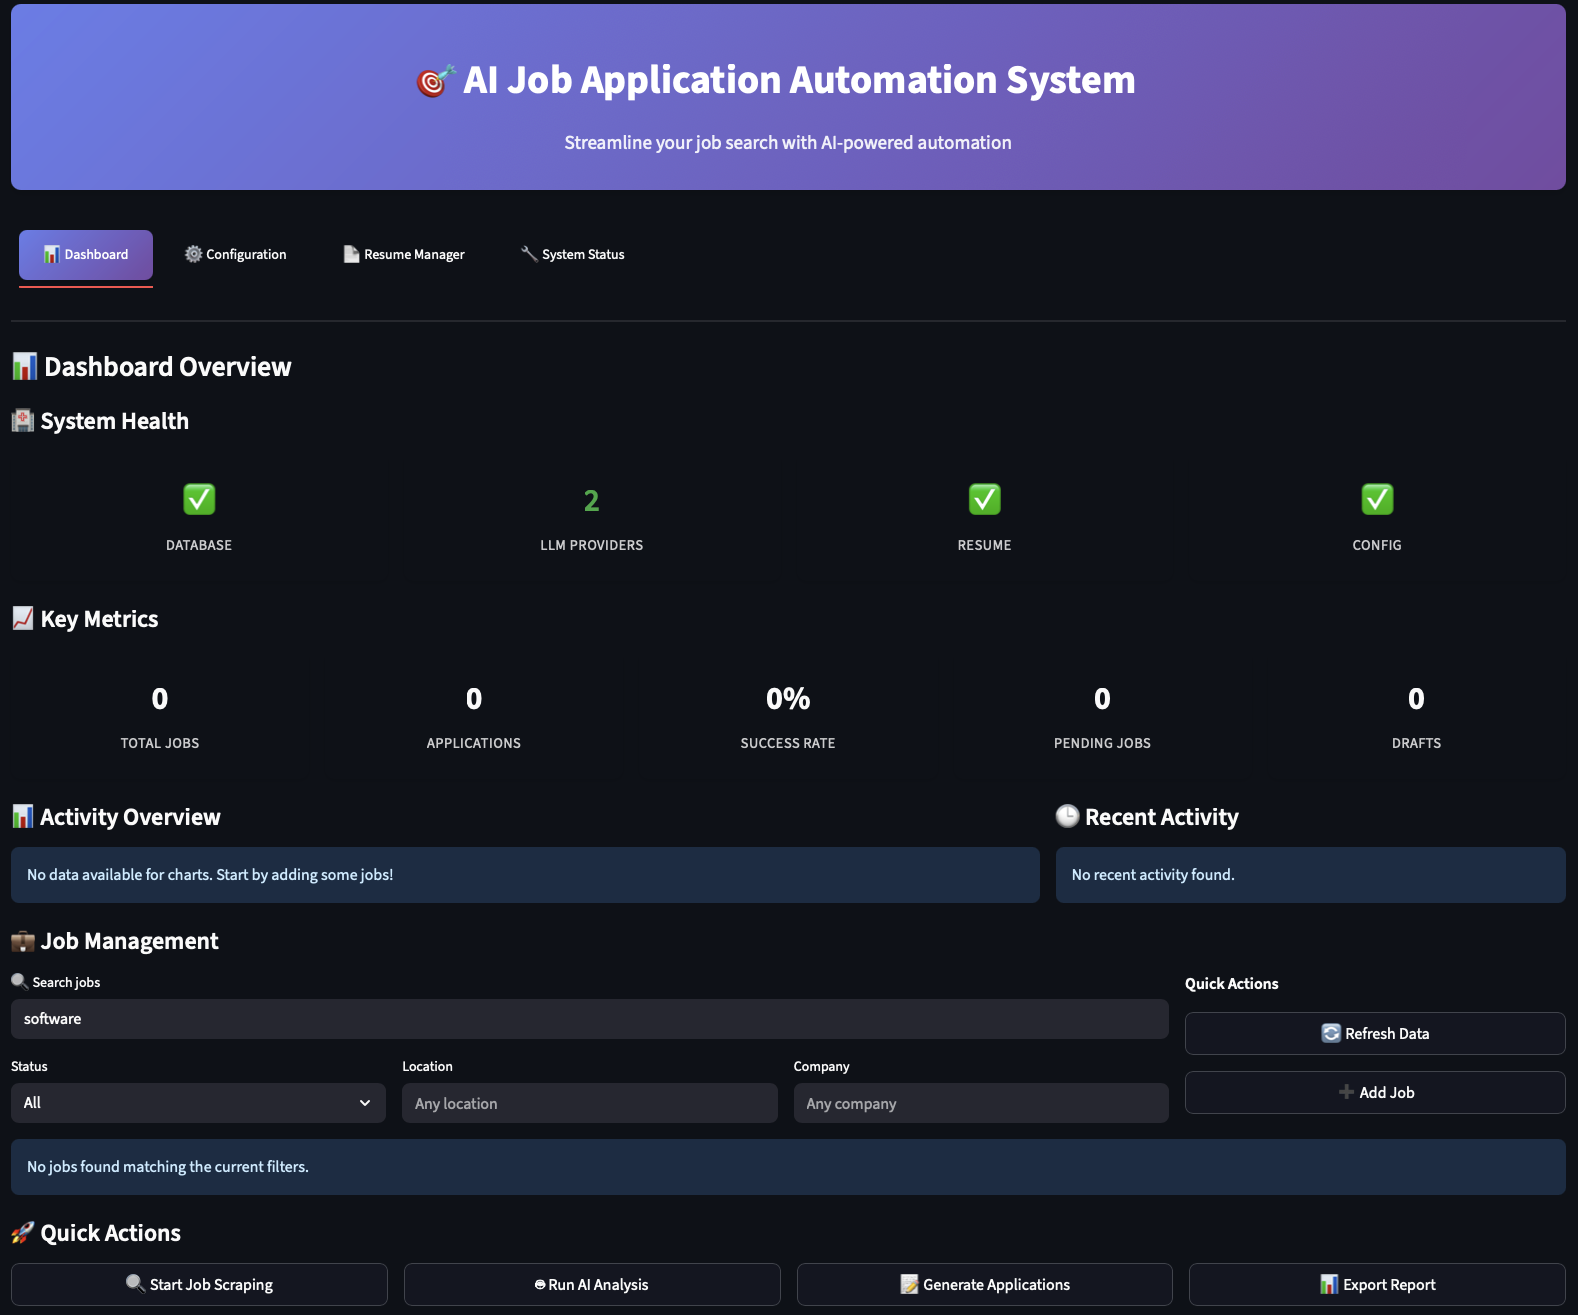 🎯 AI Job Application Automation System
Streamline your job search with AI-powered automation
📊 Dashboard
⚙️ Configuration
📄 Resume Manager
🔧 System Status
📊 Dashboard Overview
🏥 System Health
✅
DATABASE
2
LLM PROVIDERS
✅
RESUME
✅
CONFIG
📈 Key Metrics
0
TOTAL JOBS
0
APPLICATIONS
0%
SUCCESS RATE
0
PENDING JOBS
0
DRAFTS
📊 Activity Overview
No data available for charts. Start by adding some jobs!
🕒 Recent Activity
No recent activity found.
💼 Job Management
🔍 Search jobs
software
Status
All
Location
Any location
Company
Any company
Quick Actions
🔄 Refresh Data
➕ Add Job
No jobs found matching the current filters.
🚀 Quick Actions
🔍 Start Job Scraping
Run AI Analysis
📝 Generate Applications
📊 Export Report